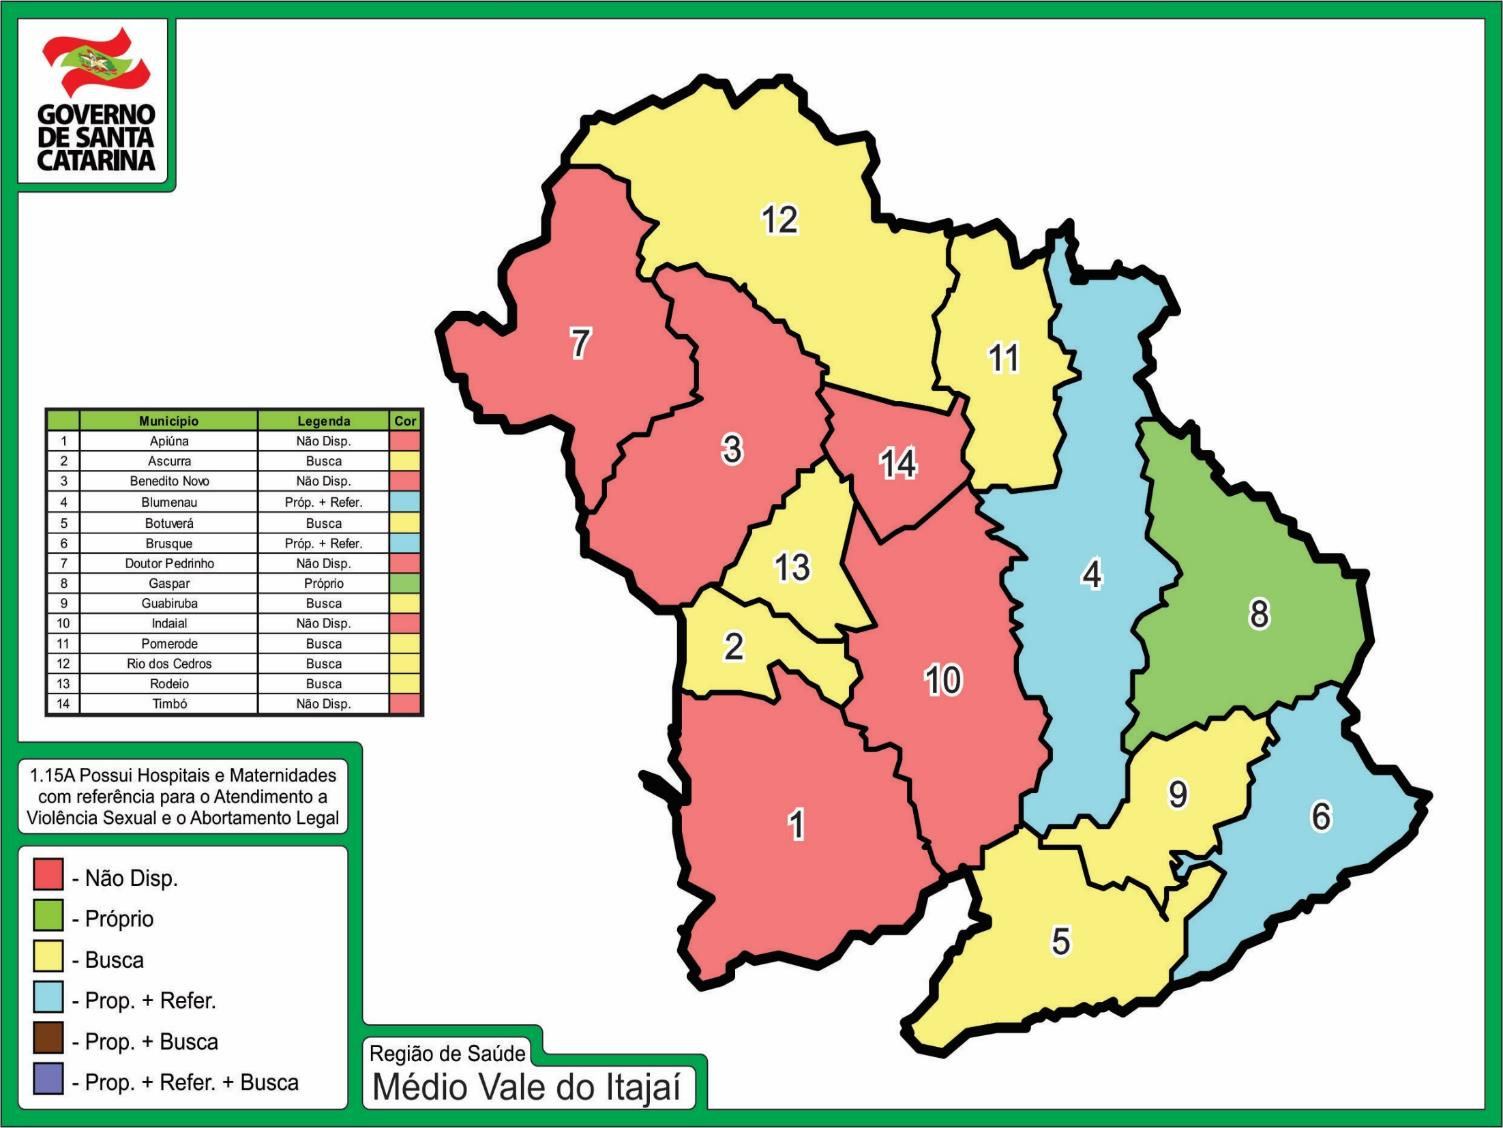 GOVERNO
DE SANTA
CATARINA
12
7
11
3
14
4
13
8
2
10
9
1
6
5
Município Legenda Cor
1 Apiúna Não Disp.
2 Ascurra Busca
3 Benedito Novo Não Disp.
4 Blumenau Próp. + Refer.
5 Botuverá Busca
6 Brusque Próp. + Refer.
7 Doutor Pedrinho Não Disp.
8 Gaspar Próprio
9 Guabiruba Busca
10 Indaial Não Disp.
11 Pomerode Busca
12 Rio dos Cedros Busca
13 Rodeio Busca
14 Timbó Não Disp.
1.15A Possui Hospitais e Maternidades
com referência para o Atendimento a
Violência Sexual e o Abortamento Legal
- Não Disp.
- Próprio
- Busca
- Prop. + Refer.
- Prop. + Busca
- Prop. + Refer. + Busca
Região de Saúde
Médio Vale do Itajaí